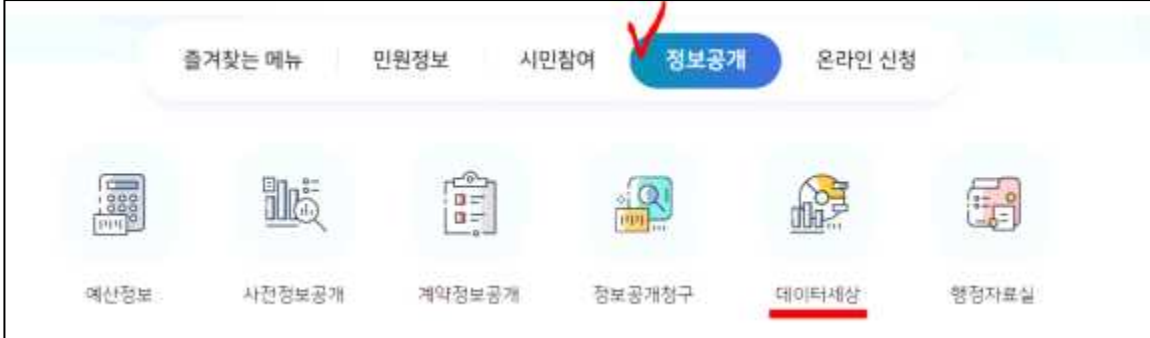 즐겨찾는 메뉴 민원정보 시민참여 정보공개 온라인 신청
예산정보 사전정보공개 계약정보공개 정보공개청구 데이터세상 행정자료실